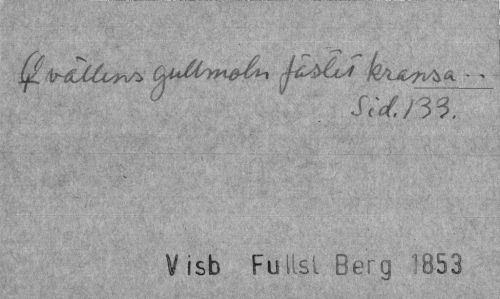 Qvällens gullmoln fästet kransa..
Sid. 133.
Visb Fullst Berg 1853